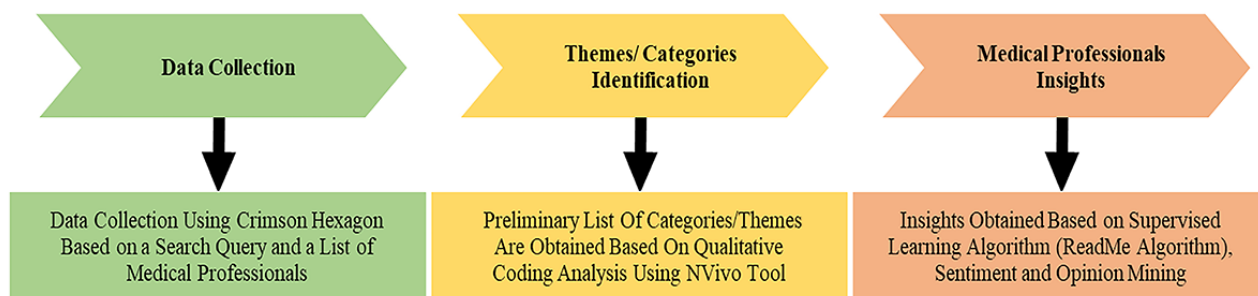 Data Collection
Themes/ Categories
Identification
Medical Professionals
Insights
Data Collection Using Crimson Hexagon
Based on a Search Query and a List of
Medical Professionals
Preliminary List Of Categories/Themes
Are Obtained Based On Qualitative
Coding Analysis Using NVivo Tool
Insights Obtained Based on Supervised
Learning Algorithm (ReadMe Algorithm),
Sentiment and Opinion Mining